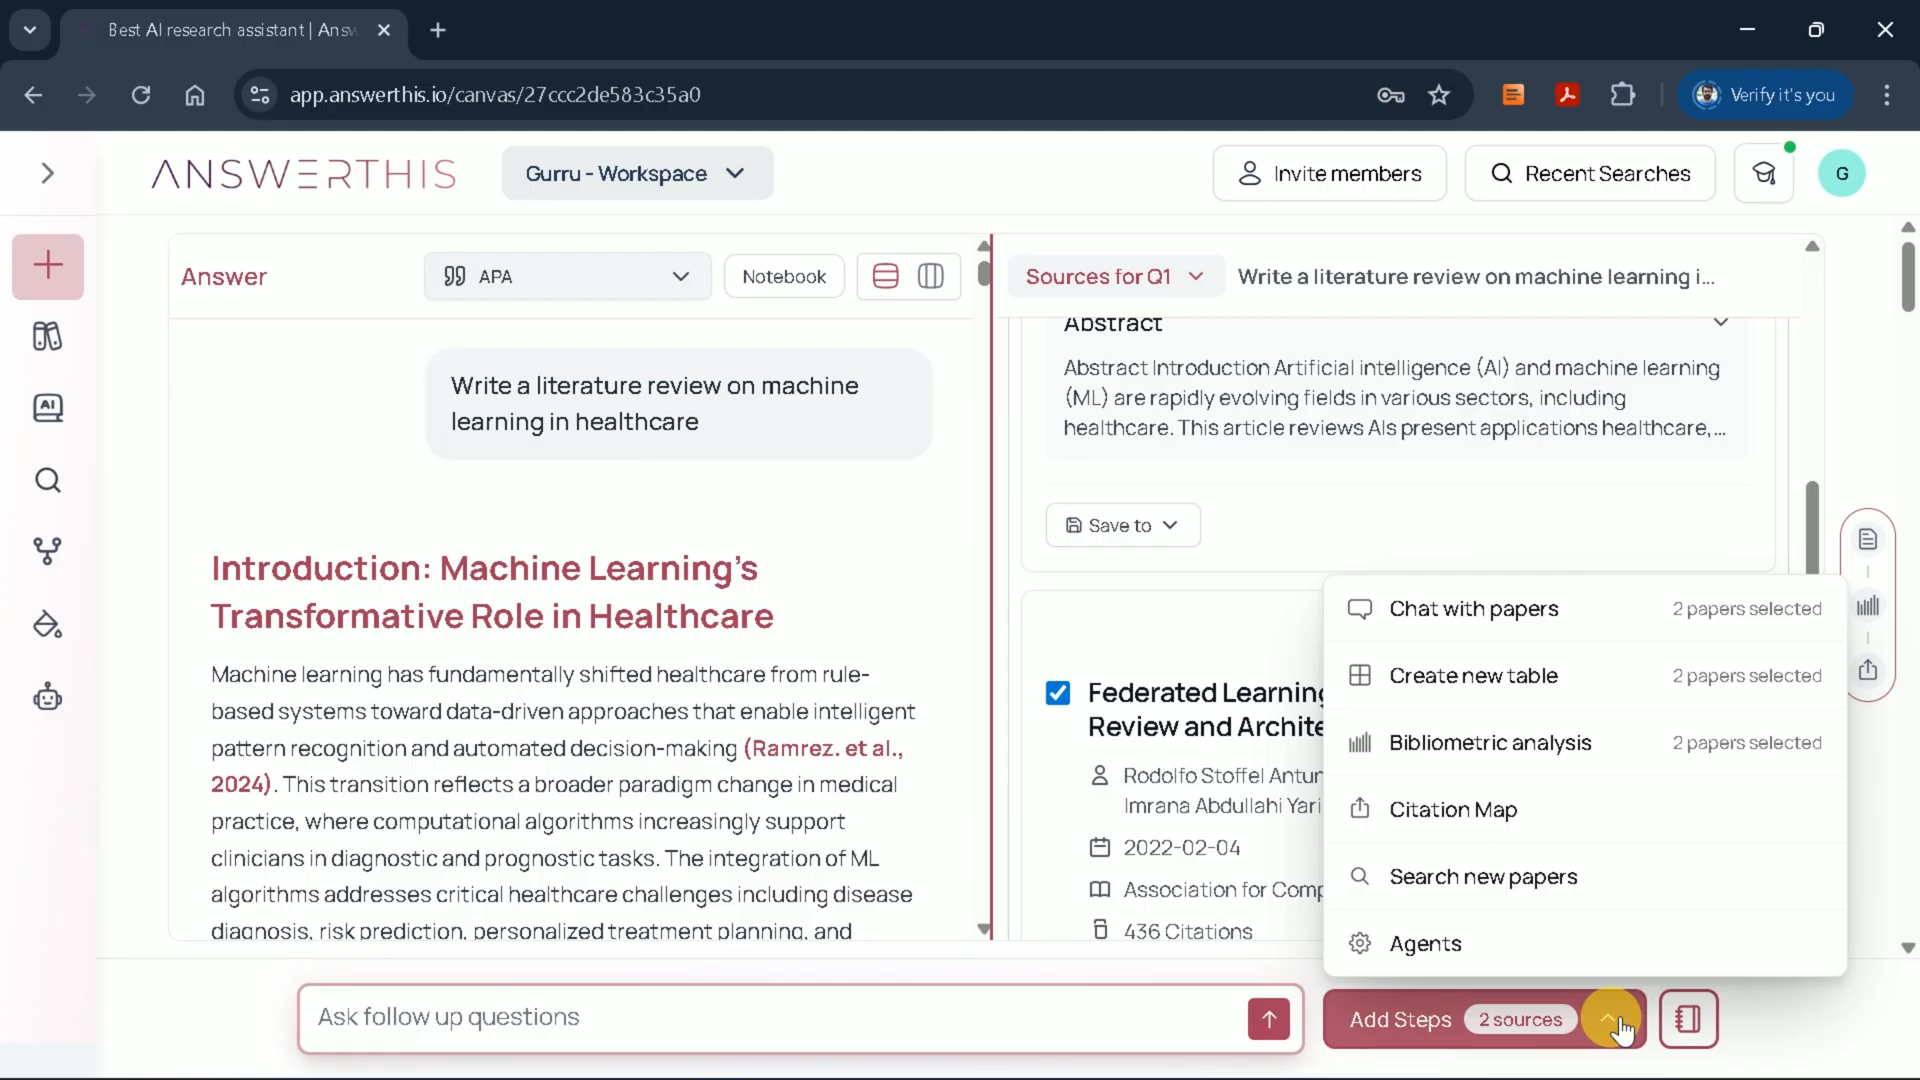 Best AI research assistant | Answ
app.answerthis.io/canvas/27ccc2de583c35a0
Verify it's you
ANSWERTHIS
Gurru - Workspace
Invite members
Recent Searches
G
Answer
APA
Notebook
Sources for Q1
Write a literature review on machine learning i...
Write a literature review on machine
learning in healthcare
Introduction: Machine Learning's
Transformative Role in Healthcare
Machine learning has fundamentally shifted healthcare from rule-
based systems toward data-driven approaches that enable intelligent
pattern recognition and automated decision-making (Ramrez. et al.,
2024). This transition reflects a broader paradigm change in medical
practice, where computational algorithms increasingly support
clinicians in diagnostic and prognostic tasks. The integration of ML
algorithms addresses critical healthcare challenges including disease
diagnosis, risk prediction, personalized treatment planning, and
Abstract
Abstract Introduction Artificial intelligence (AI) and machine learning
(ML) are rapidly evolving fields in various sectors, including
healthcare. This article reviews AIs present applications healthcare,...
Save to
Federated Learning
Review and Archite
Rodolfo Stoffel Antun
Imrana Abdullahi Yari
2022-02-04
Association for Comp
436 Citations
Chat with papers 2 papers selected
Create new table 2 papers selected
Bibliometric analysis 2 papers selected
Citation Map
Search new papers
Agents
Ask follow up questions
Add Steps 2 sources